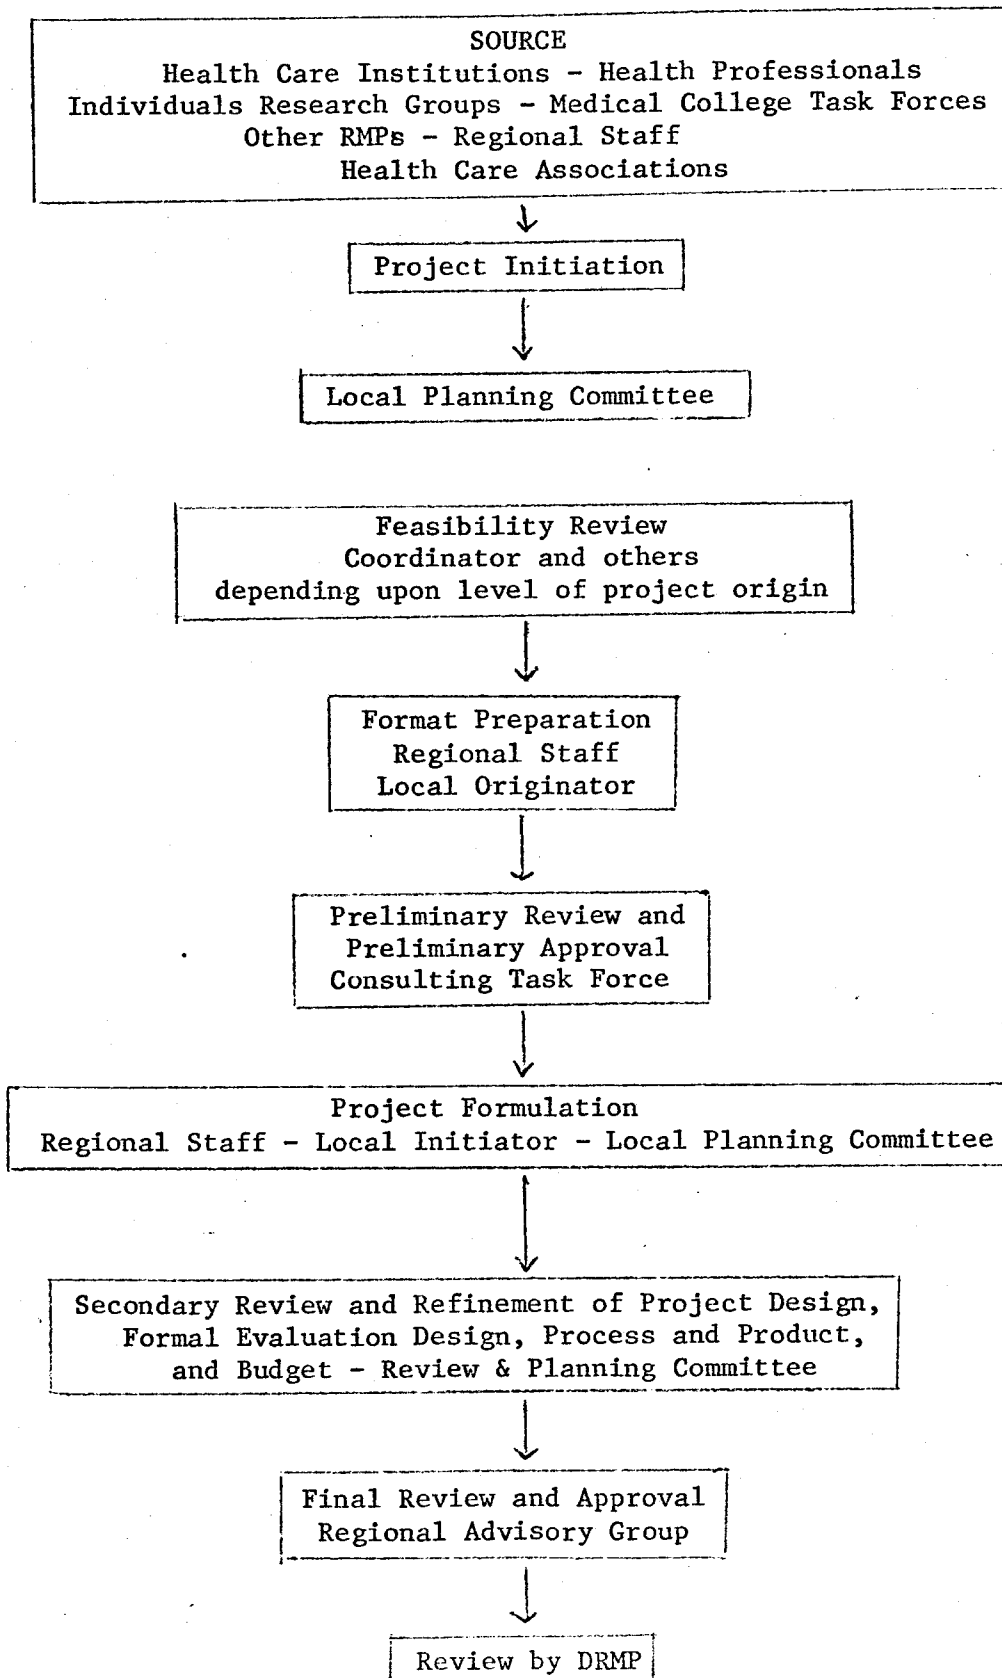 SOURCE
Health Care Institutions - Health Professionals
Individuals Research Groups - Medical College Task Forces
Other RMPs - Regional Staff
Health Care Associations
Project Initiation
Local Planning Committee
Feasibility Review
Coordinator and others
depending upon level of project origin
Format Preparation
Regional Staff
Local Originator
Preliminary Review and
Preliminary Approval
Consulting Task Force
Project Formulation
Regional Staff - Local Initiator - Local Planning Committee
Secondary Review and Refinement of Project Design,
Formal Evaluation Design, Process and Product,
and Budget - Review & Planning Committee
Final Review and Approval
Regional Advisory Group
Review by DRMP